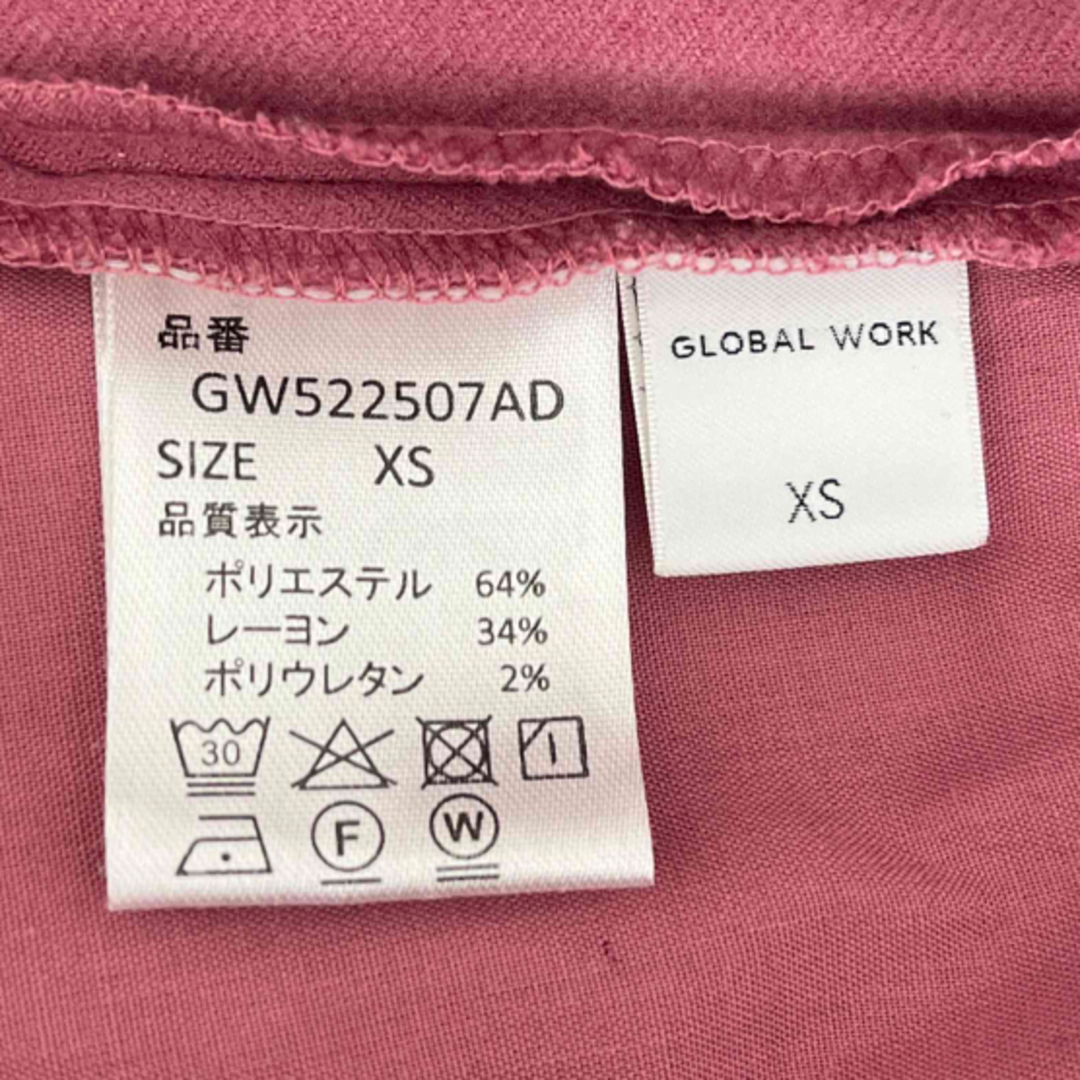 品番
GW522507AD
SIZE XS
品質表示
ポリエステル 64%
レーヨン 34%
ポリウレタン 2%
30
F
W
GLOBAL WORK
XS